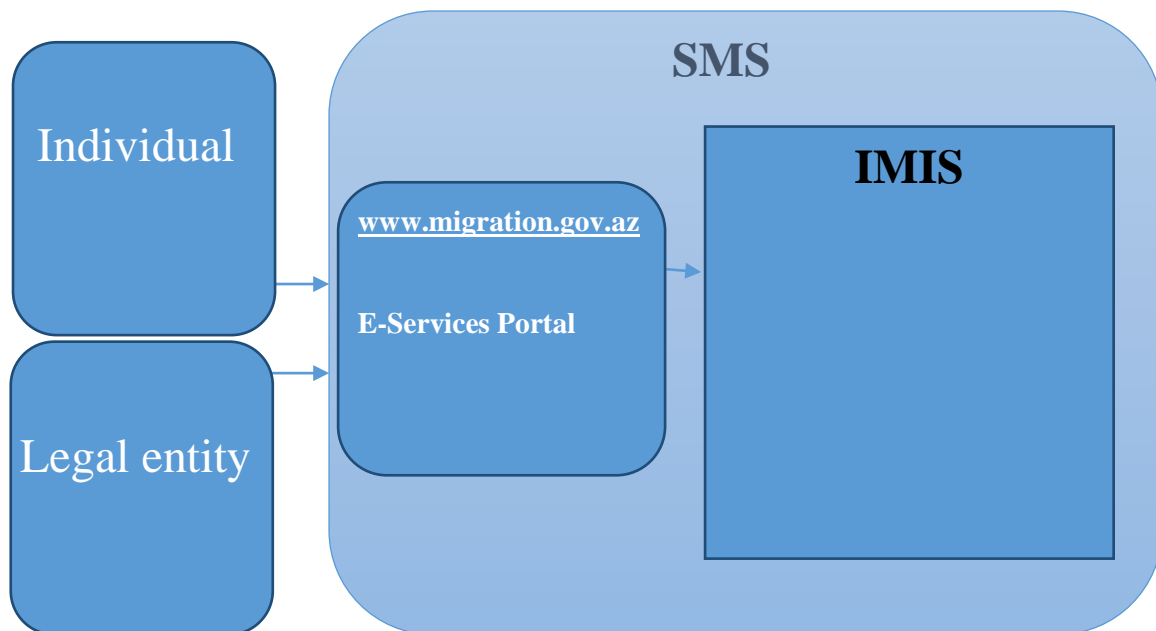 SMS
Individual
IMIS
www.migration.gov.az
E-Services Portal
Legal entity